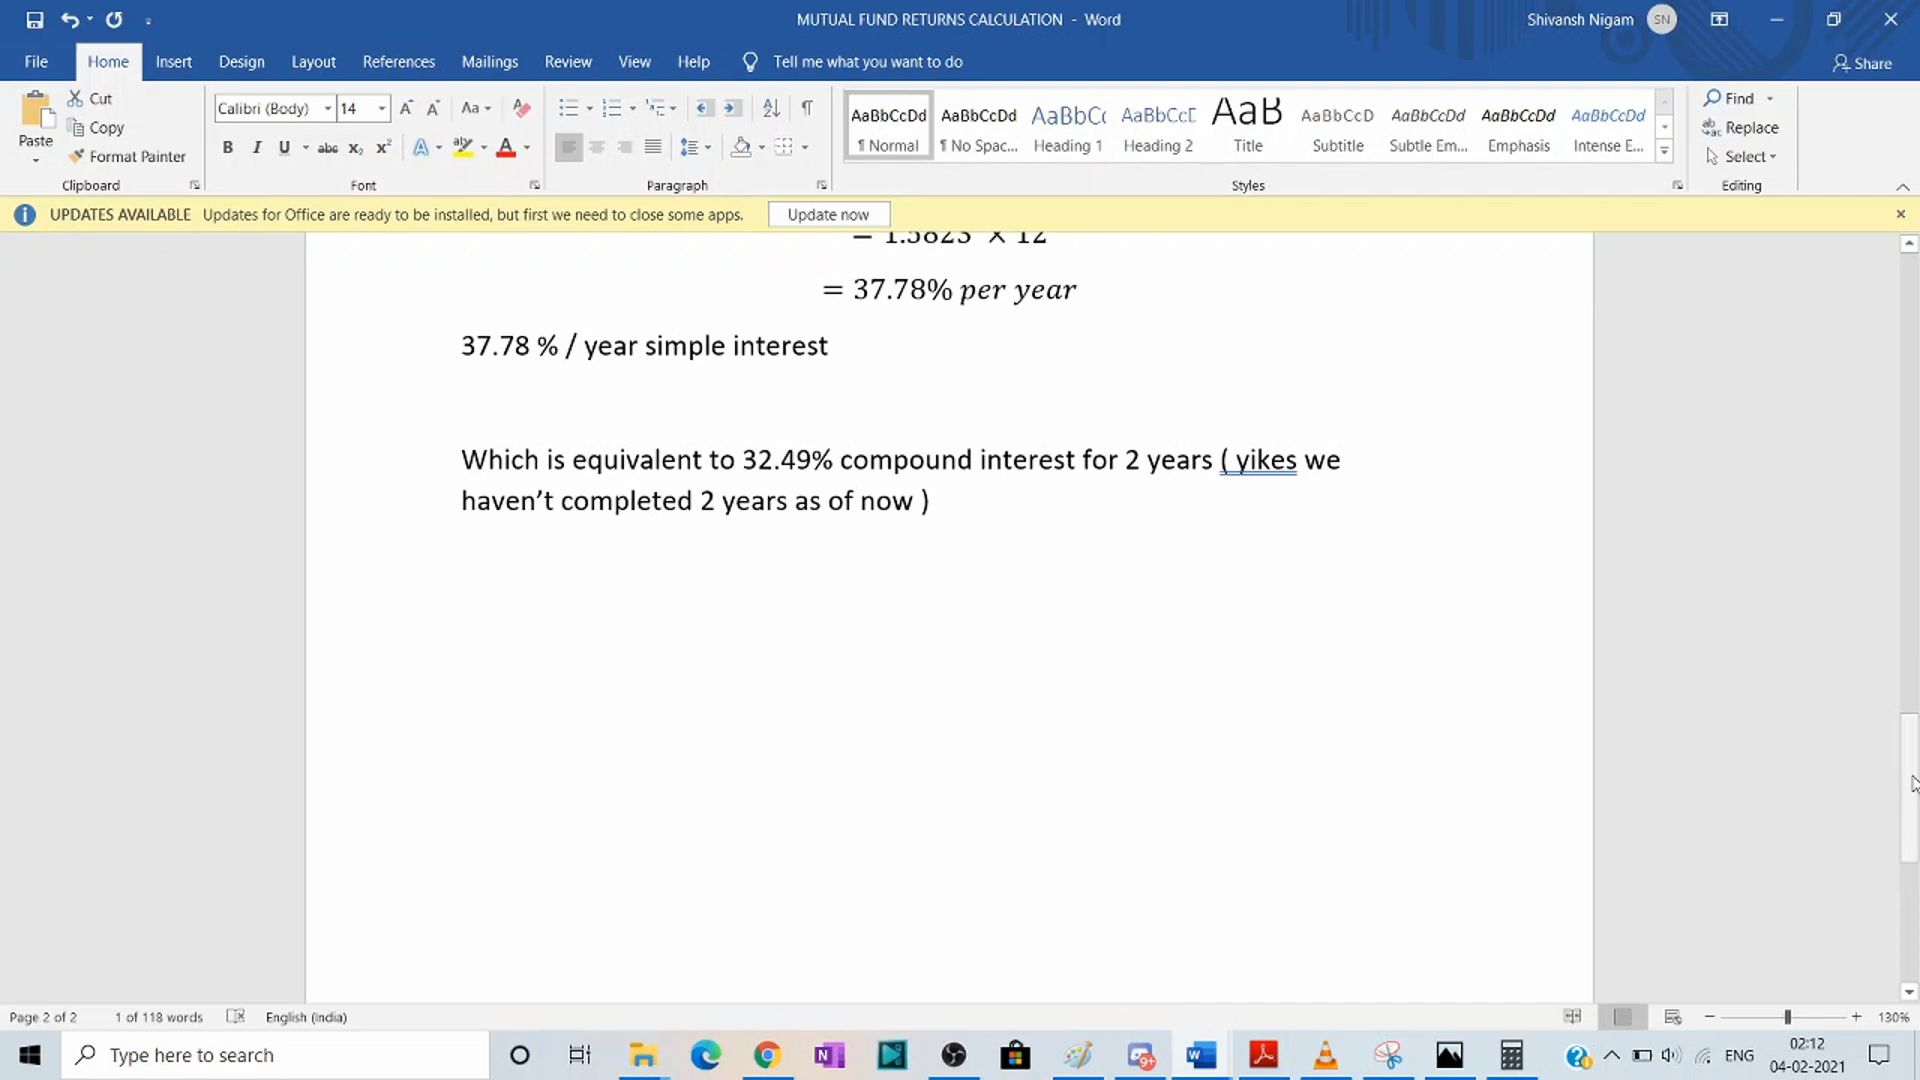 MUTUAL FUND RETURNS CALCULATION - Word
Shivansh Nigam SN
File Home Insert Design Layout References Mailings Review View Help Tell me what you want to do
Share
Paste
Cut
Copy
Format Painter
Clipboard
Calibri (Body) 14
Font
Paragraph
AaBbCcDd AaBbCcDd AaBbCc AaBbCcD AaB AaBbCcD AaBbCcDd AaBbCcDd AaBbCcDd
¶ Normal ¶ No Spac... Heading 1 Heading 2 Title Subtitle Subtle Em... Emphasis Intense E...
Styles
Find
Replace
Select
Editing
UPDATES AVAILABLE Updates for Office are ready to be installed, but first we need to close some apps. Update now
= 1.5823 × 12
= 37.78% per year
37.78 % / year simple interest
Which is equivalent to 32.49% compound interest for 2 years ( yikes we
haven’t completed 2 years as of now )
Page 2 of 2 1 of 118 words English (India) 130%
Type here to search
ENG
02:12
04-02-2021